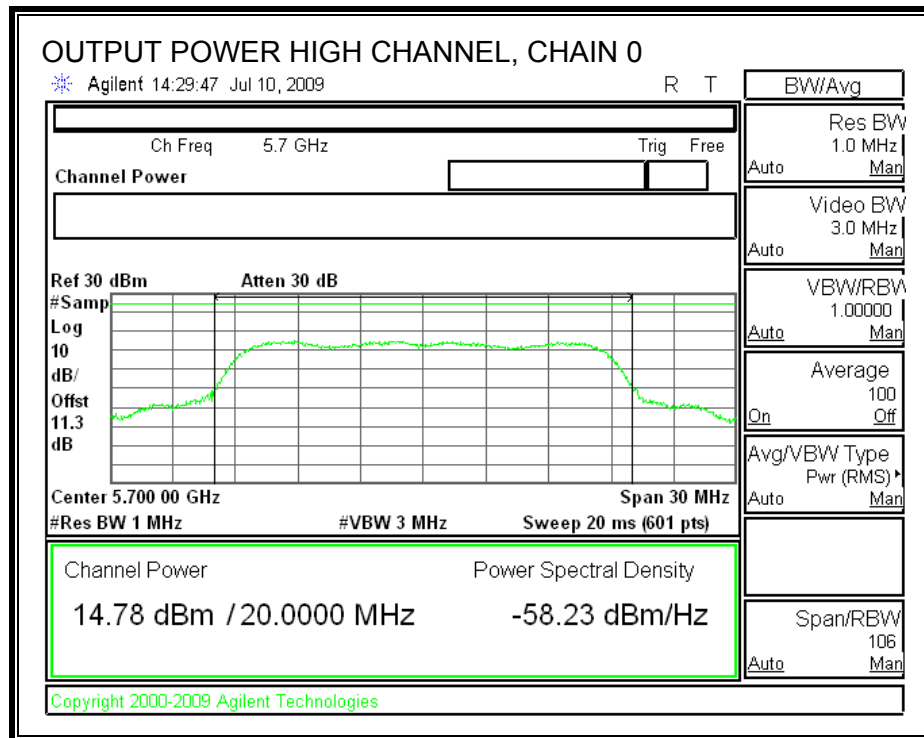 OUTPUT POWER HIGH CHANNEL, CHAIN 0
Agilent 14:29:47 Jul 10, 2009 R T
Ch Freq 5.7 GHz Trig Free
Channel Power
Ref 30 dBm Atten 30 dB
#Samp
Log
10
dB/
Offst
11.3
dB
Center 5.700 00 GHz Span 30 MHz
#Res BW 1 MHz #VBW 3 MHz Sweep 20 ms (601 pts)
Channel Power Power Spectral Density
14.78 dBm / 20.0000 MHz -58.23 dBm/Hz
Copyright 2000-2009 Agilent Technologies
BW/Avg
Res BW
1.0 MHz
Auto Man
Video BW
3.0 MHz
Auto Man
VBW/RBW
1.00000
Auto Man
Average
100
On Off
Avg/VBW Type
Pwr (RMS)
Auto Man
Span/RBW
106
Auto Man